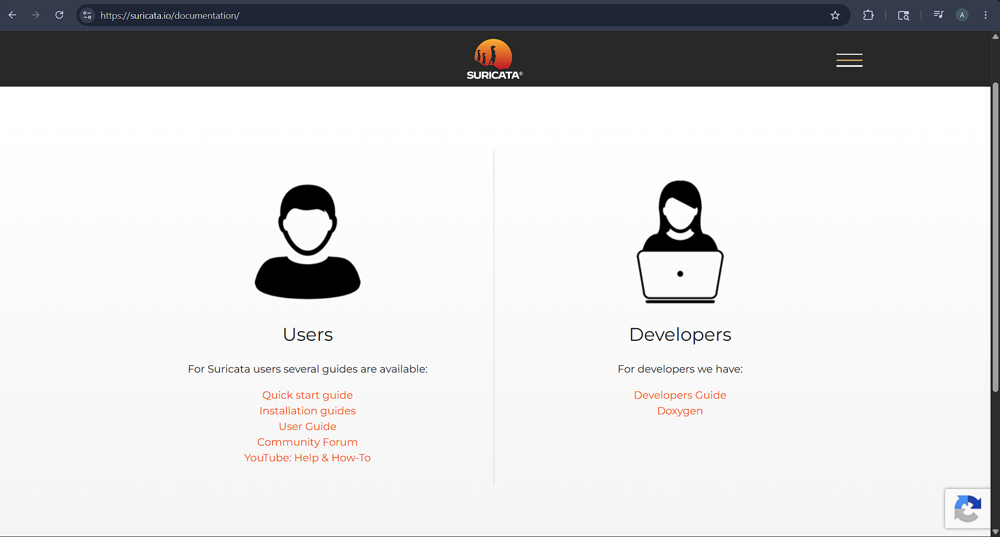 https://suricata.io/documentation/
A
SURICATA®
Users
For Suricata users several guides are available:
Quick start guide
Installation guides
User Guide
Community Forum
YouTube: Help & How-To
Developers
For developers we have:
Developers Guide
Doxygen